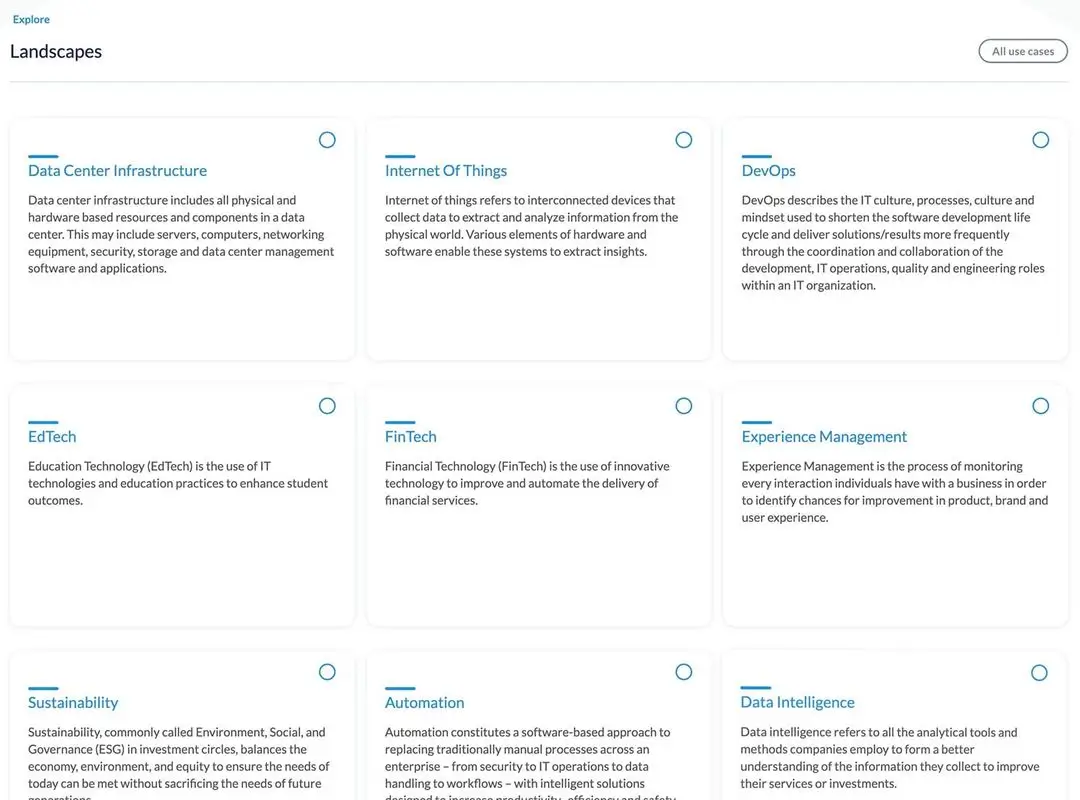 Explore
Landscapes
All use cases
Data Center Infrastructure
Data center infrastructure includes all physical and
hardware based resources and components in a data
center. This may include servers, computers, networking
equipment, security, storage and data center management
software and applications.
Internet Of Things
Internet of things refers to interconnected devices that
collect data to extract and analyze information from the
physical world. Various elements of hardware and
software enable these systems to extract insights.
DevOps
DevOps describes the IT culture, processes, culture and
mindset used to shorten the software development life
cycle and deliver solutions/results more frequently
through the coordination and collaboration of the
development, IT operations, quality and engineering roles
within an IT organization.
EdTech
Education Technology (EdTech) is the use of IT
technologies and education practices to enhance student
outcomes.
FinTech
Financial Technology (FinTech) is the use of innovative
technology to improve and automate the delivery of
financial services.
Experience Management
Experience Management is the process of monitoring
every interaction individuals have with a business in order
to identify chances for improvement in product, brand and
user experience.
Sustainability
Sustainability, commonly called Environment, Social, and
Governance (ESG) in investment circles, balances the
economy, environment, and equity to ensure the needs of
today can be met without sacrificing the needs of future
generations.
Automation
Automation constitutes a software-based approach to
replacing traditionally manual processes across an
enterprise – from security to IT operations to data
handling to workflows – with intelligent solutions
designed to increase productivity, efficiency and safety
Data Intelligence
Data intelligence refers to all the analytical tools and
methods companies employ to form a better
understanding of the information they collect to improve
their services or investments.